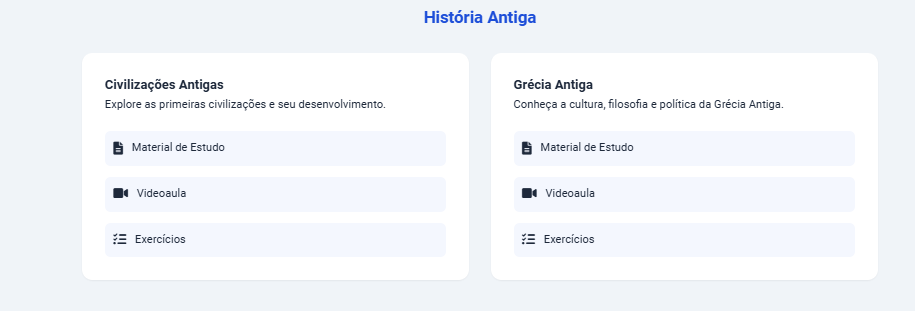 História Antiga
Civilizações Antigas
Explore as primeiras civilizações e seu desenvolvimento.
Material de Estudo
Videoaula
Exercícios
Grécia Antiga
Conheça a cultura, filosofia e política da Grécia Antiga.
Material de Estudo
Videoaula
Exercícios